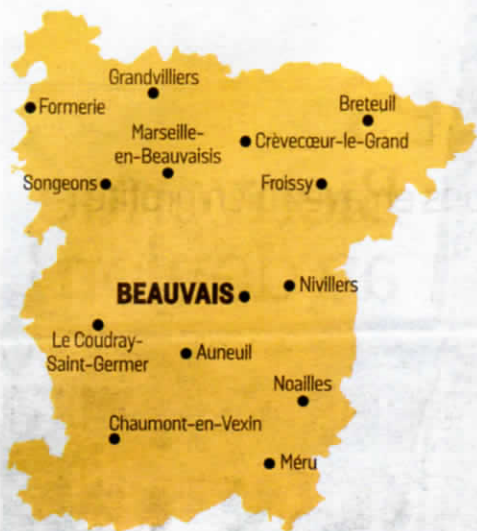 Grandvilliers
Formerie
Breteuil
Marseille-
en-Beauvaisis
Crèvecœur-le-Grand
Songeons
Froissy
BEAUVAIS
Nivillers
Le Coudray-
Saint-Germer
Auneuil
Noailles
Chaumont-en-Vexin
Méru